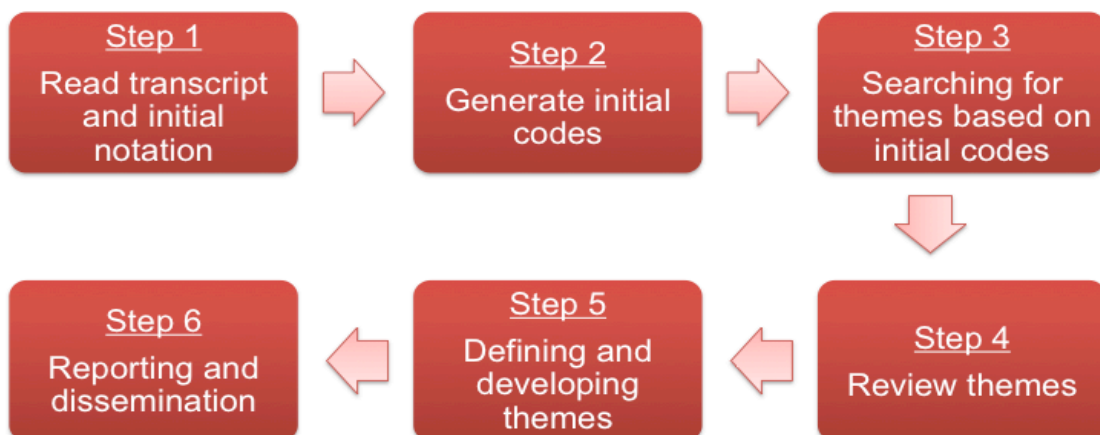 Step 1
Read transcript
and initial
notation
Step 2
Generate initial
codes
Step 3
Searching for
themes based on
initial codes
Step 4
Review themes
Step 5
Defining and
developing
themes
Step 6
Reporting and
dissemination